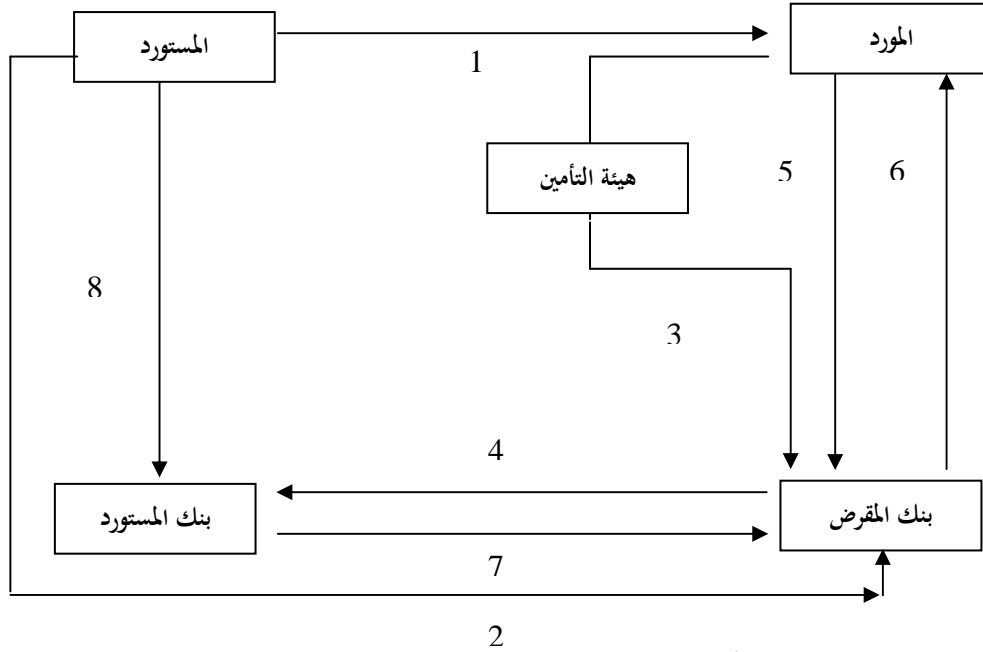 المستورد
المورد
1
هيئة التأمين
5
6
8
3
4
بنك المستورد
بنك المقرض
7
2